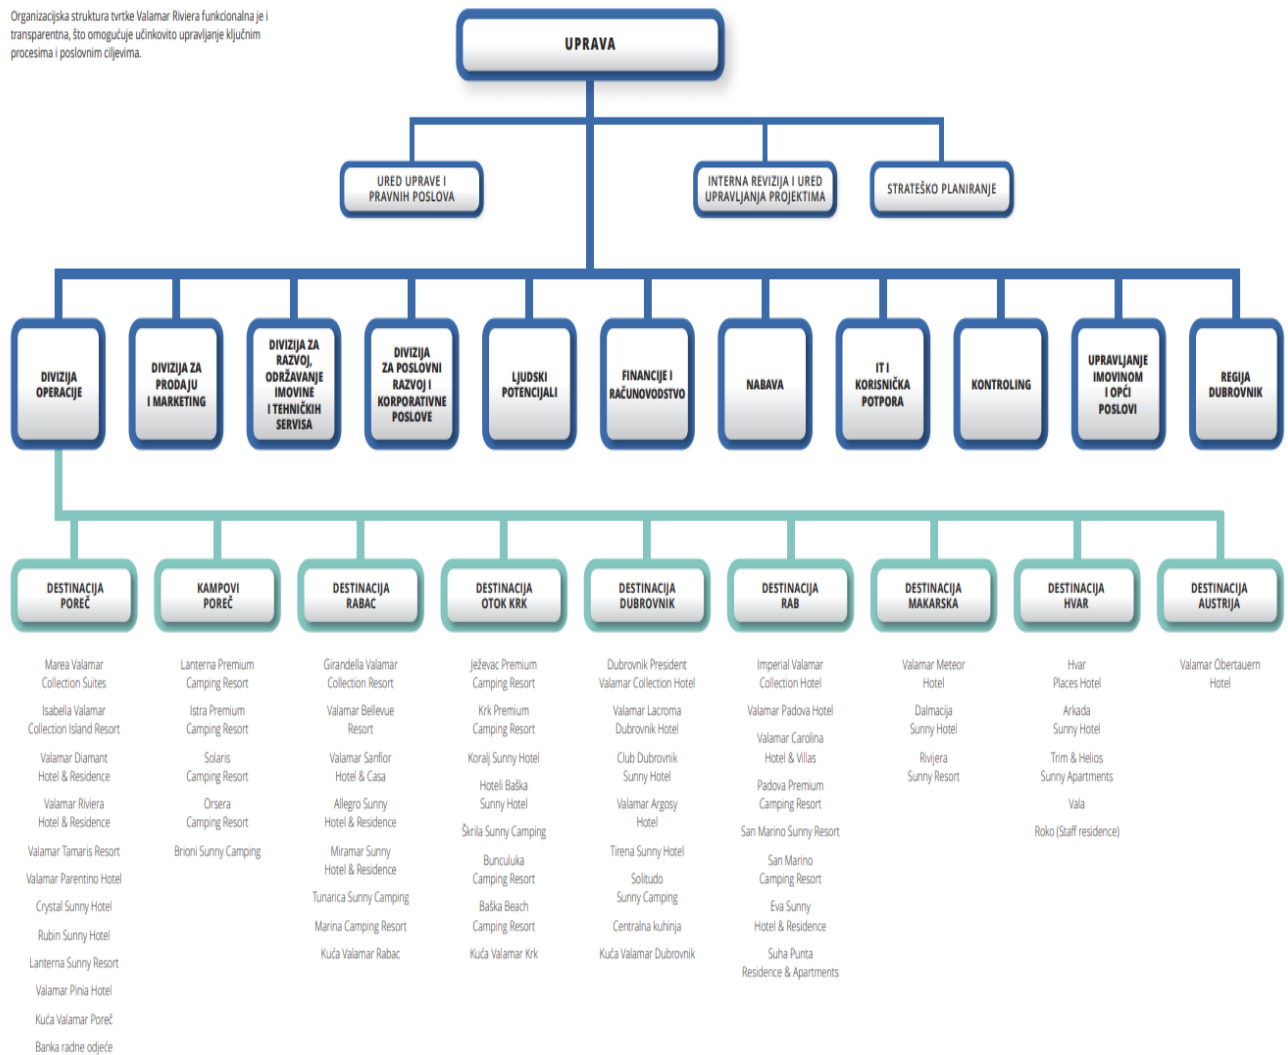 Organizacijska struktura tvrtke Valamar Riviera funkcionalna je i
transparentna, što omogućuje učinkovito upravljanje ključnim
procesima i poslovnim ciljevima.
UPRAVA
URED UPRAVE I
PRAVNIH POSLOVA
INTERNA REVIZIJA I URED
UPRAVLJANJA PROJEKTIMA
STRATEŠKO PLANIRANJE
DIVIZIJA
OPERACIJE
DIVIZIJA ZA
PRODAJU
I MARKETING
DIVIZIJA ZA
RAZVOJ,
ODRŽAVANJE
IMOVINE
I TEHNIČKIH
SERVISA
DIVIZIJA
ZA POSLOVNI
RAZVOJ I
KORPORATIVNE
POSLOVE
LJUDSKI
POTENCIJALI
FINANCIJE I
RAČUNOVODSTVO
NABAVA
IT I
KORISNIČKA
POTPORA
KONTROLING
UPRAVLJANJE
IMOVINOM
I OPĆI
POSLOVI
REGIJA
DUBROVNIK
DESTINACIJA
POREČ
Marea Valamar
Collection Suites
Isabella Valamar
Collection Island Resort
Valamar Diamant
Hotel & Residence
Valamar Riviera
Hotel & Residence
Valamar Tamaris Resort
Valamar Parentino Hotel
Crystal Sunny Hotel
Rubin Sunny Hotel
Lanterna Sunny Resort
Valamar Pinia Hotel
Kuća Valamar Poreč
Banka radne odjeće
KAMPOVI
POREČ
Lanterna Premium
Camping Resort
Istra Premium
Camping Resort
Solaris
Camping Resort
Orsera
Camping Resort
Brioni Sunny Camping
DESTINACIJA
RABAC
Girandella Valamar
Collection Resort
Valamar Bellevue
Resort
Valamar Sanfior
Hotel & Casa
Allegro Sunny
Hotel & Residence
Miramar Sunny
Hotel & Residence
Tunarica Sunny Camping
Marina Camping Resort
Kuća Valamar Rabac
DESTINACIJA
OTOK KRK
Ježevac Premium
Camping Resort
Krk Premium
Camping Resort
Koralj Sunny Hotel
Hoteli Baška
Sunny Hotel
Škrila Sunny Camping
Bunculuka
Camping Resort
Baška Beach
Camping Resort
Kuća Valamar Krk
DESTINACIJA
DUBROVNIK
Dubrovnik President
Valamar Collection Hotel
Valamar Lacroma
Dubrovnik Hotel
Club Dubrovnik
Sunny Hotel
Valamar Argosy
Hotel
Tirena Sunny Hotel
Solitudo
Sunny Camping
Centralna kuhinja
Kuća Valamar Dubrovnik
DESTINACIJA
RAB
Imperial Valamar
Collection Hotel
Valamar Padova Hotel
Valamar Carolina
Hotel & Villas
Padova Premium
Camping Resort
San Marino Sunny Resort
San Marino
Camping Resort
Eva Sunny
Hotel & Residence
Suha Punta
Residence & Apartments
DESTINACIJA
MAKARSKA
Valamar Meteor
Hotel
Dalmacija
Sunny Hotel
Rivijera
Sunny Resort
DESTINACIJA
HVAR
Hvar
Places Hotel
Arkada
Sunny Hotel
Trim & Helios
Sunny Apartments
Vala
Roko (Staff residence)
DESTINACIJA
AUSTRIJA
Valamar Obertauern
Hotel